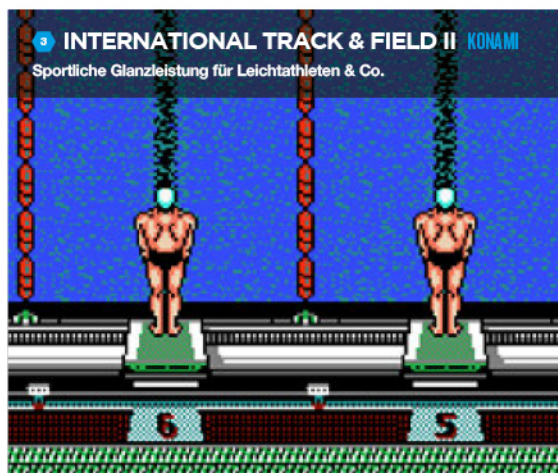 3 INTERNATIONAL TRACK & FIELD II KONAMI
Sportliche Glanzleistung für Leichtathleten & Co.
6 5